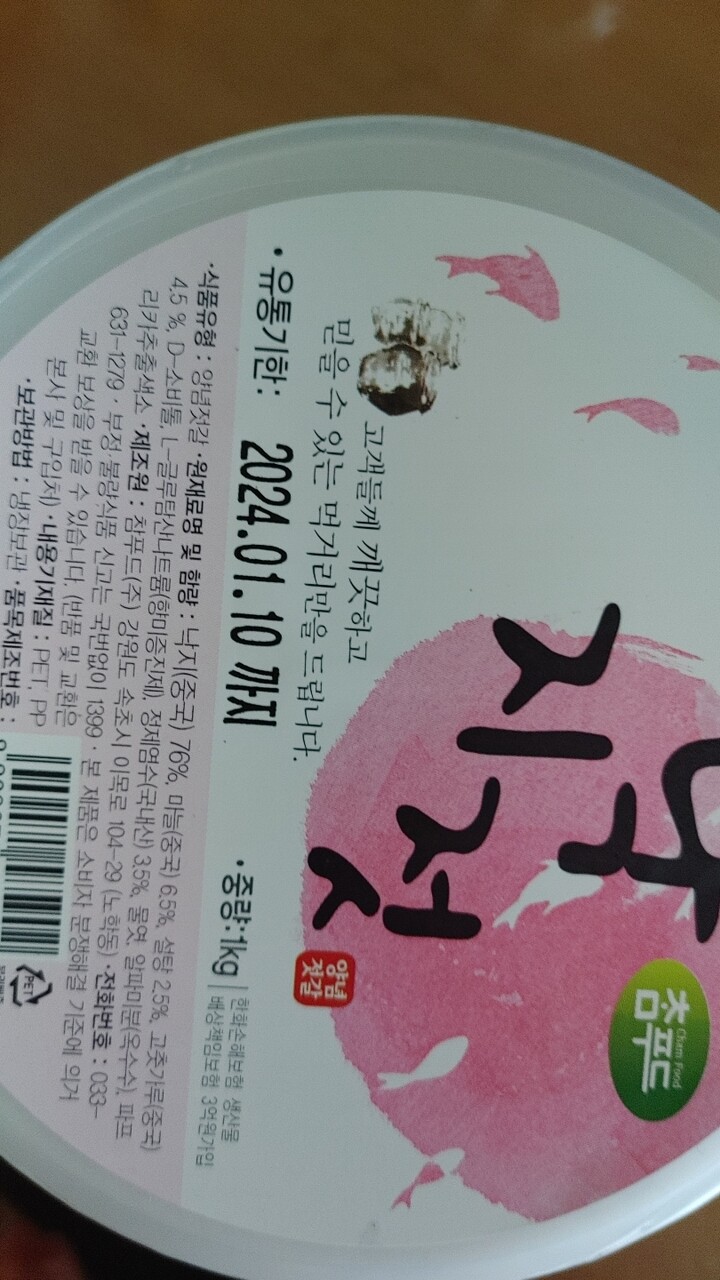 참푸드
Cham Food
낙지젓
양념
젓갈
고객들께 깨끗하고
믿을 수 있는 먹거리만을 드립니다.
• 유통기한: 2024.01.10 까지
• 중량:1kg
한화손해보험 생산물
배상책임보험 3억원가입
·식품유형 : 양념젓갈 ·원재료명 및 함량 : 낙지(중국) 76%, 마늘(중국) 6.5%, 설탕 2.5%, 고춧가루(중국)
4.5 %, D-소비톨 L-글루탐산나트륨(향미증진제), 정제염수(국내산) 3.5%, 물엿, 알파미분(옥수수), 파프
리카추출색소 ·제조원 : 참푸드(주) 강원도 속초시 이목로 104-29 (노학동) ·전화번호 : 033-
631-1279 · 부정·불량식품 신고는 국번없이 1399 · 본 제품은 소비자 분쟁해결 기준에 의거
교환 보상을 받을 수 있습니다. (반품 및 교환은
본사 및 구입처) ·내용기재질 : PET, PP
·보관방법 : 냉장보관 ·품목제조번호 :
PET